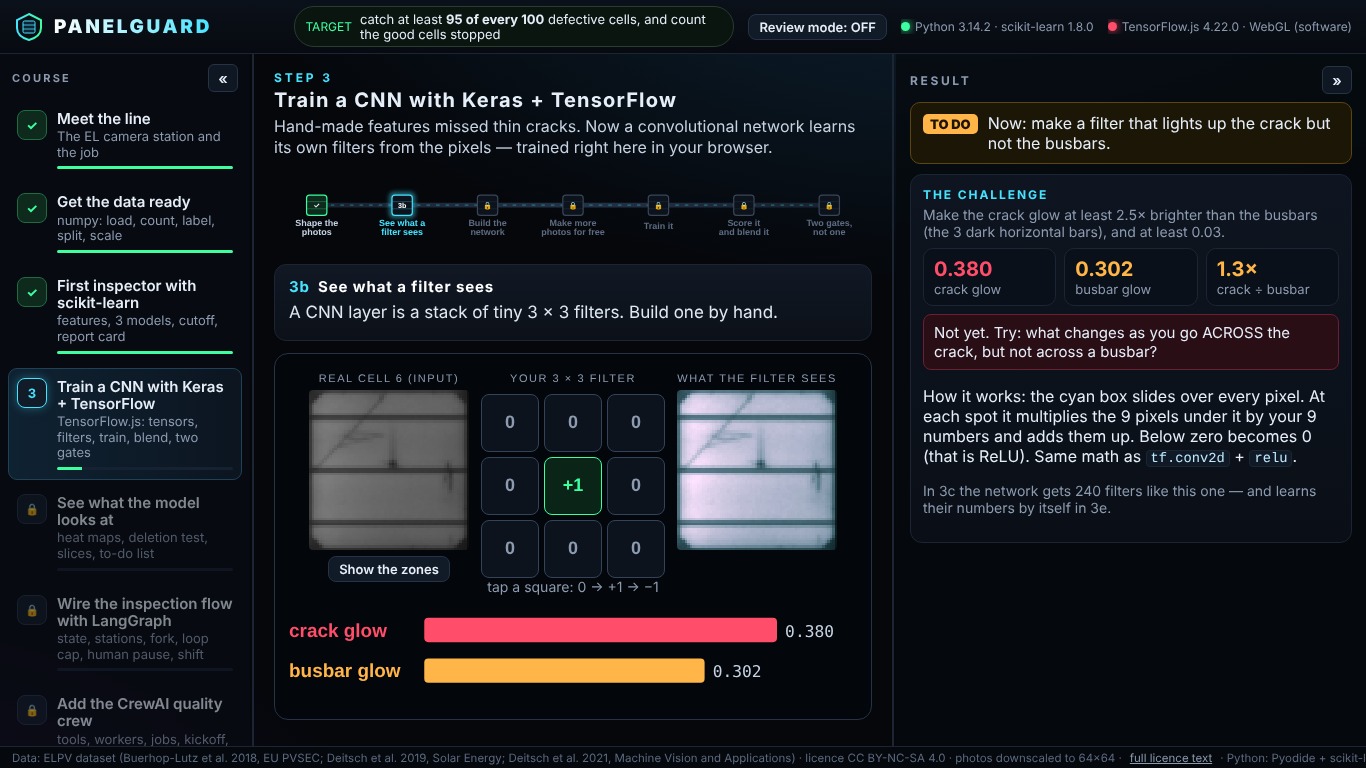 PANELGUARD
TARGET catch at least 95 of every 100 defective cells, and count
the good cells stopped
Review mode: OFF
Python 3.14.2 · scikit-learn 1.8.0
TensorFlow.js 4.22.0 · WebGL (software)
COURSE
«
Meet the line
The EL camera station and
the job
Get the data ready
numpy: load, count, label,
split, scale
First inspector with
scikit-learn
features, 3 models, cutoff,
report card
3
Train a CNN with Keras
+ TensorFlow
TensorFlow.js: tensors,
filters, train, blend, two
gates
See what the model
looks at
heat maps, deletion test,
slices, to-do list
Wire the inspection flow
with LangGraph
state, stations, fork, loop
cap, human pause, shift
Add the CrewAI quality
crew
tools, workers, jobs, kickoff,
STEP 3
Train a CNN with Keras + TensorFlow
Hand-made features missed thin cracks. Now a convolutional network learns
its own filters from the pixels — trained right here in your browser.
3b
Shape the
photos
See what a
filter sees
Build the
network
Make more
photos for free
Train it
Score it
and blend it
Two gates,
not one
3b See what a filter sees
A CNN layer is a stack of tiny 3 × 3 filters. Build one by hand.
REAL CELL 6 (INPUT)
YOUR 3 × 3 FILTER
WHAT THE FILTER SEES
0 0 0
0 +1 0
0 0 0
Show the zones
tap a square: 0 → +1 → −1
crack glow 0.380
busbar glow 0.302
RESULT
»
TO DO Now: make a filter that lights up the crack but
not the busbars.
THE CHALLENGE
Make the crack glow at least 2.5× brighter than the busbars
(the 3 dark horizontal bars), and at least 0.03.
0.380
crack glow
0.302
busbar glow
1.3×
crack ÷ busbar
Not yet. Try: what changes as you go ACROSS the
crack, but not across a busbar?
How it works: the cyan box slides over every pixel. At
each spot it multiplies the 9 pixels under it by your 9
numbers and adds them up. Below zero becomes 0
(that is ReLU). Same math as tf.conv2d + relu.
In 3c the network gets 240 filters like this one — and learns
their numbers by itself in 3e.
Data: ELPV dataset (Buerhop-Lutz et al. 2018, EU PVSEC; Deitsch et al. 2019, Solar Energy; Deitsch et al. 2021, Machine Vision and Applications) · licence CC BY-NC-SA 4.0 · photos downscaled to 64×64 · full licence text · Python: Pyodide + scikit-